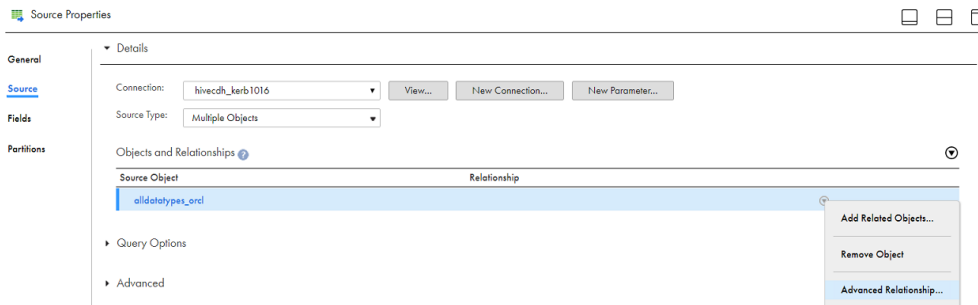 Source Properties
General
Source
Fields
Partitions
Details
Connection: hivecdh_kerb1016 View... New Connection... New Parameter...
Source Type: Multiple Objects
Objects and Relationships ?
Source Object Relationship
alldatatypes_orcl
Add Related Objects...
Remove Object
Advanced Relationship...
Query Options
Advanced